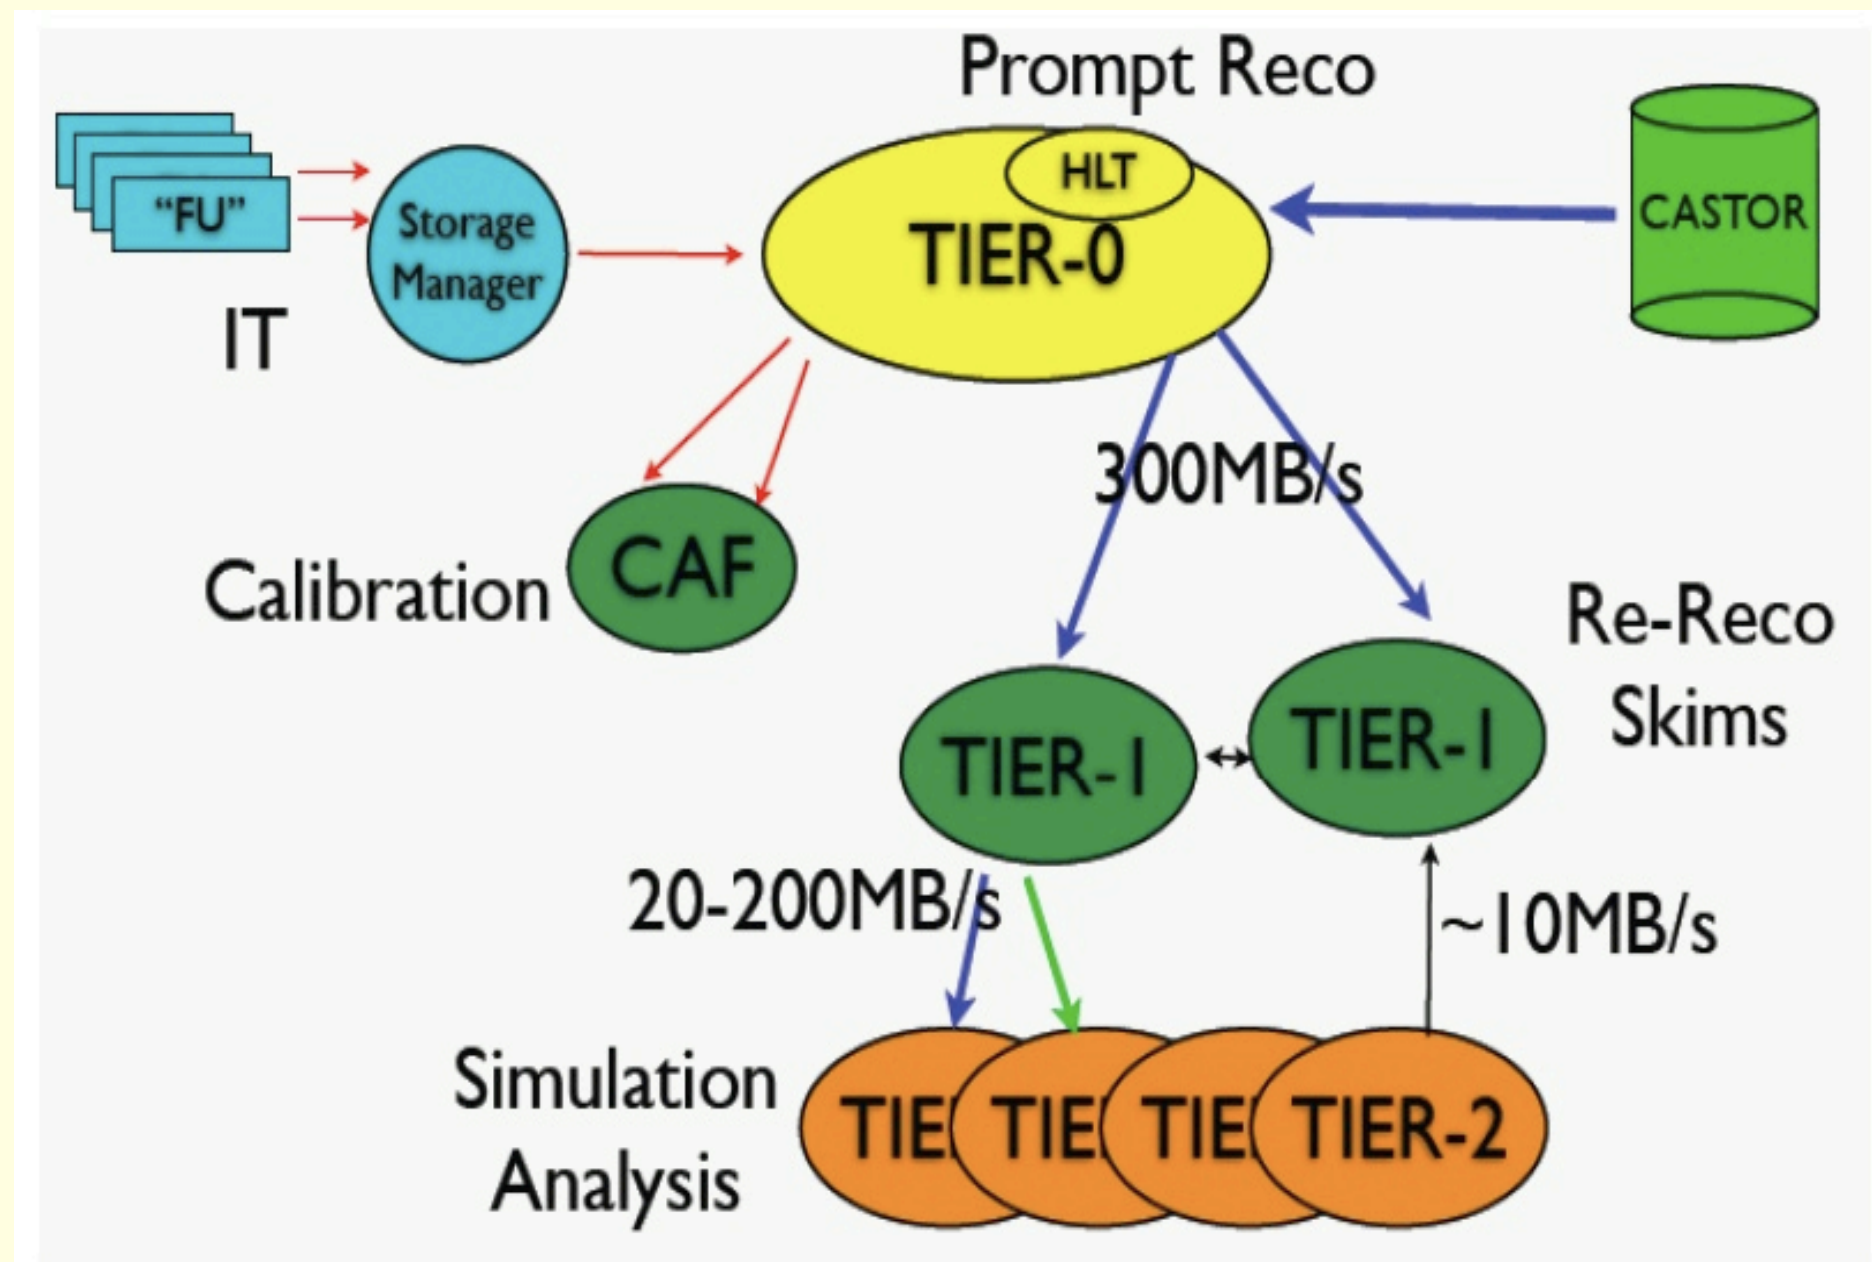 Prompt Reco
HLT
TIER-0
CASTOR
“FU”
Storage
Manager
IT
300MB/s
CAF
Calibration
Re-Reco
Skims
TIER-1
TIER-1
20-200MB/s
~10MB/s
Simulation
Analysis
TIE
TIE
TIE
TIER-2